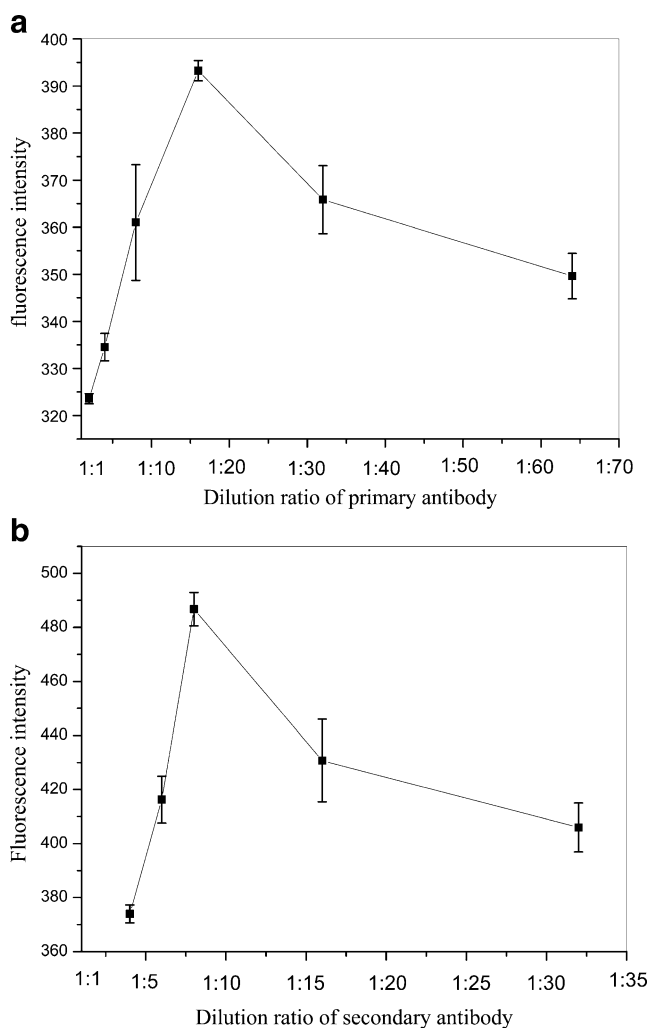 a
400
390
380
370
360
350
340
330
320
fluorescence intensity
1:1 1:10 1:20 1:30 1:40 1:50 1:60 1:70
Dilution ratio of primary antibody
b
500
480
460
440
420
400
380
360
Fluorescence intensity
1:1 1:5 1:10 1:15 1:20 1:25 1:30 1:35
Dilution ratio of secondary antibody